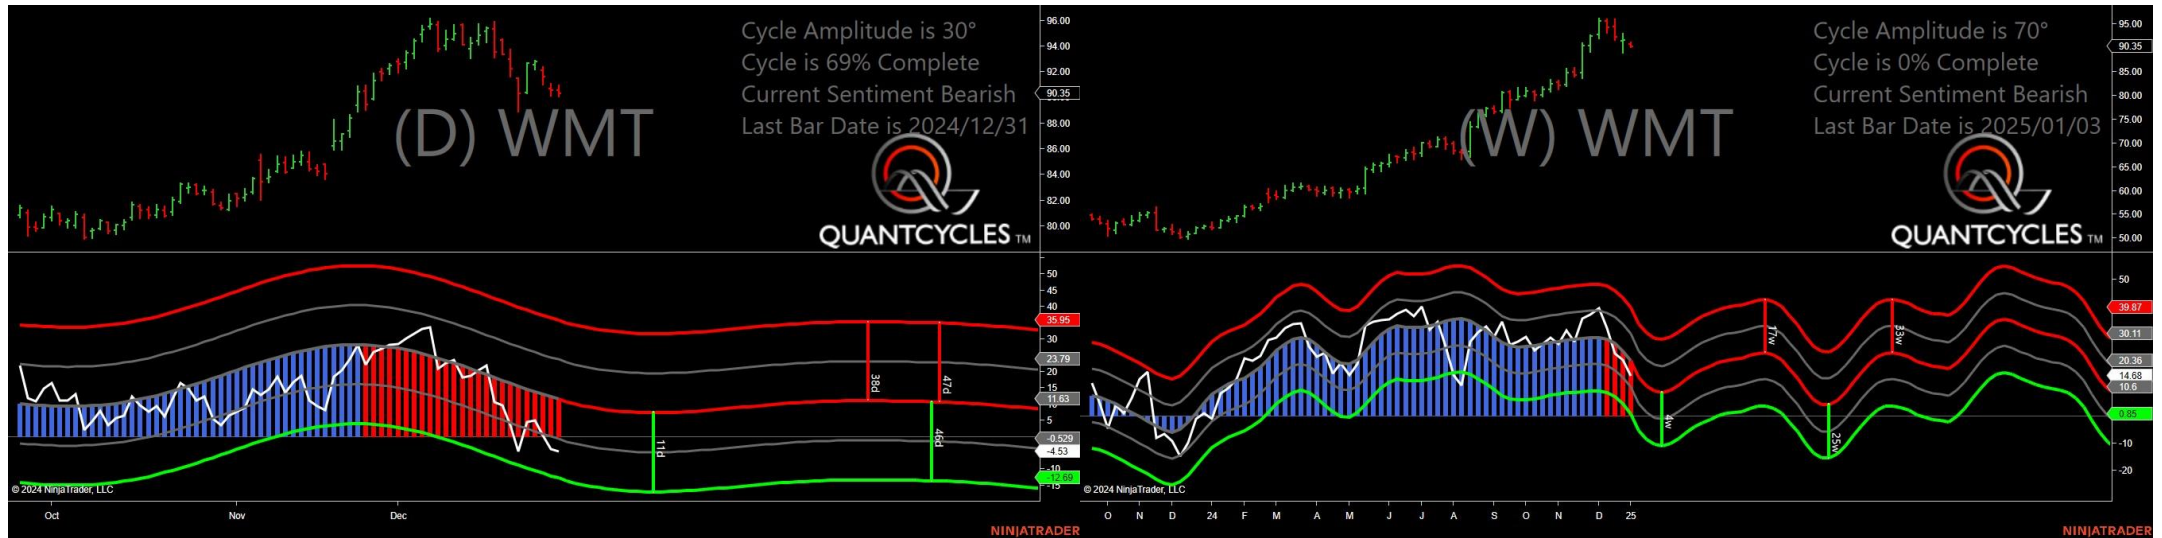 Cycle Amplitude is 30°
Cycle is 69% Complete
Current Sentiment Bearish
Last Bar Date is 2024/12/31
(D) WMT
QUANTCYCLES TM
96.00
94.00
92.00
90.35
88.00
86.00
84.00
82.00
80.00
50
45
40
35.95
30
23.79
20
15
11.63
5
-0.529
-4.53
-10
-12.69
-15
38d
47d
11d
46d
© 2024 NinjaTrader, LLC
Oct Nov Dec
NINJATRADER
Cycle Amplitude is 70°
Cycle is 0% Complete
Current Sentiment Bearish
Last Bar Date is 2025/01/03
(W) WMT
QUANTCYCLES TM
95.00
90.35
85.00
80.00
75.00
70.00
65.00
60.00
55.00
50.00
50
39.87
30.11
20.36
14.68
10.6
0.85
-10
-20
17w
33w
4w
25w
© 2024 NinjaTrader, LLC
O N D 24 F M A M J J A S O N D 25
NINJATRADER